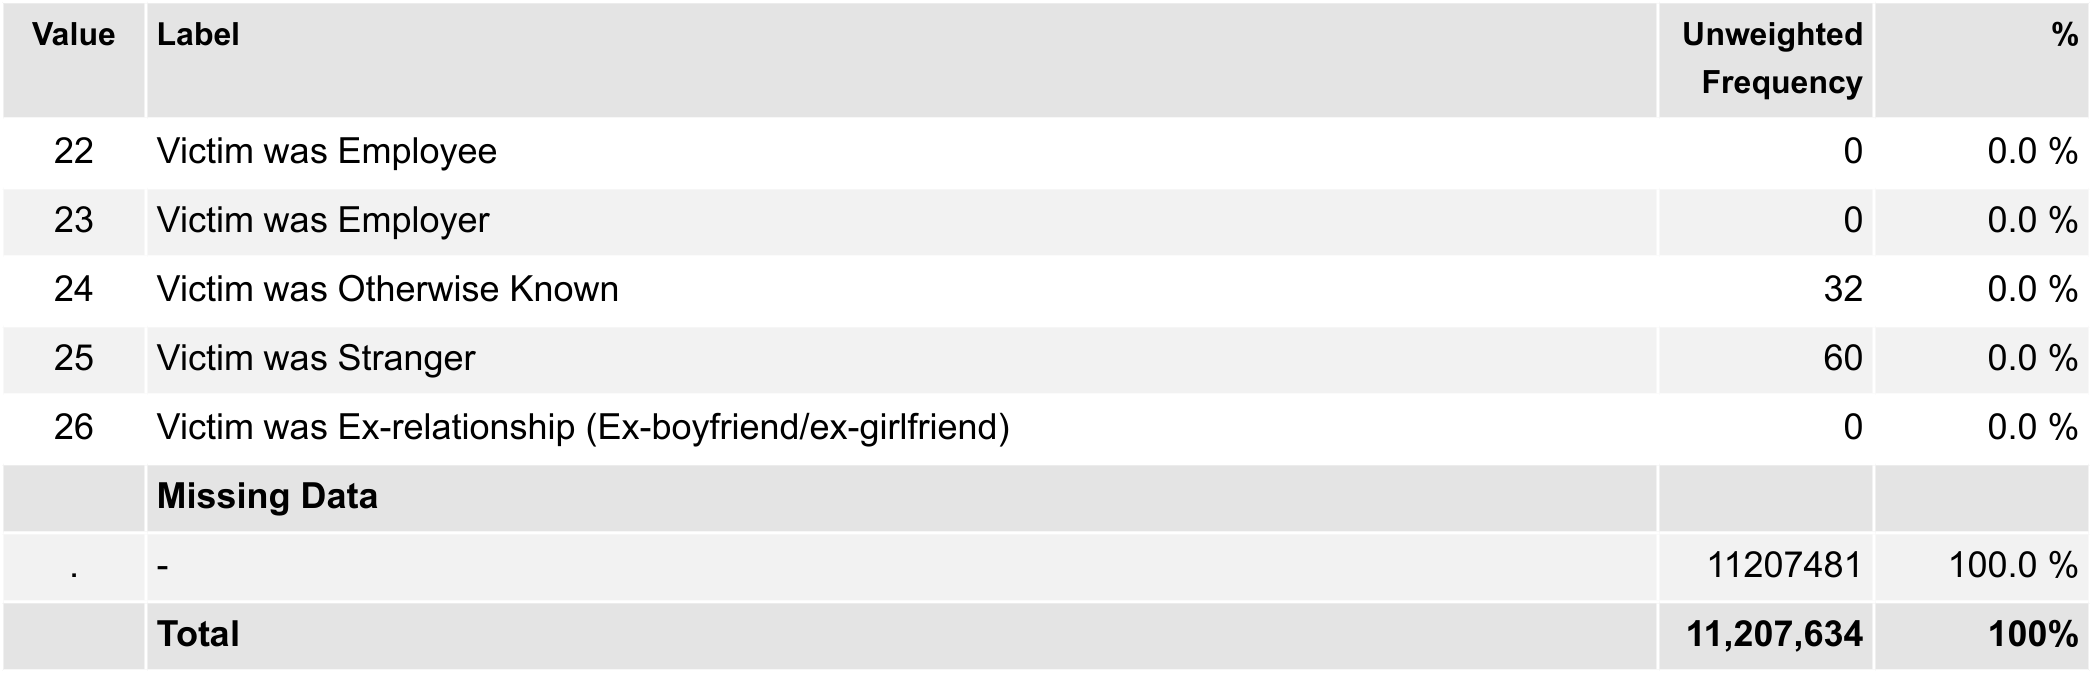 Value Label Unweighted Frequency %
22 Victim was Employee 0 0.0 %
23 Victim was Employer 0 0.0 %
24 Victim was Otherwise Known 32 0.0 %
25 Victim was Stranger 60 0.0 %
26 Victim was Ex-relationship (Ex-boyfriend/ex-girlfriend) 0 0.0 %
Missing Data
. - 11207481 100.0 %
Total 11,207,634 100%